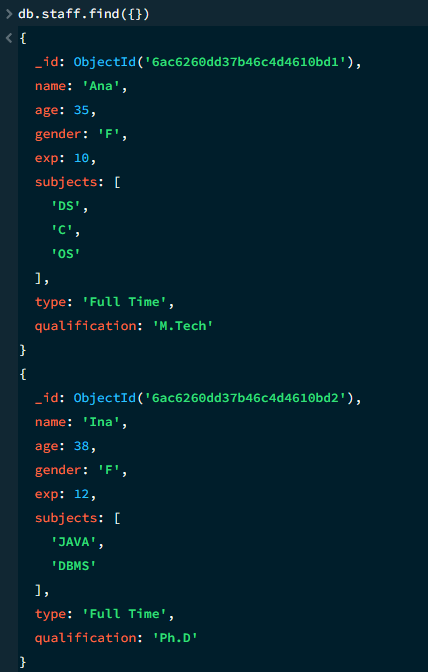 > db.staff.find({})
< {
_id: ObjectId('6ac6260dd37b46c4d4610bd1'),
name: 'Ana',
age: 35,
gender: 'F',
exp: 10,
subjects: [
'DS',
'C',
'OS'
],
type: 'Full Time',
qualification: 'M.Tech'
}
{
_id: ObjectId('6ac6260dd37b46c4d4610bd2'),
name: 'Ina',
age: 38,
gender: 'F',
exp: 12,
subjects: [
'JAVA',
'DBMS'
],
type: 'Full Time',
qualification: 'Ph.D'
}